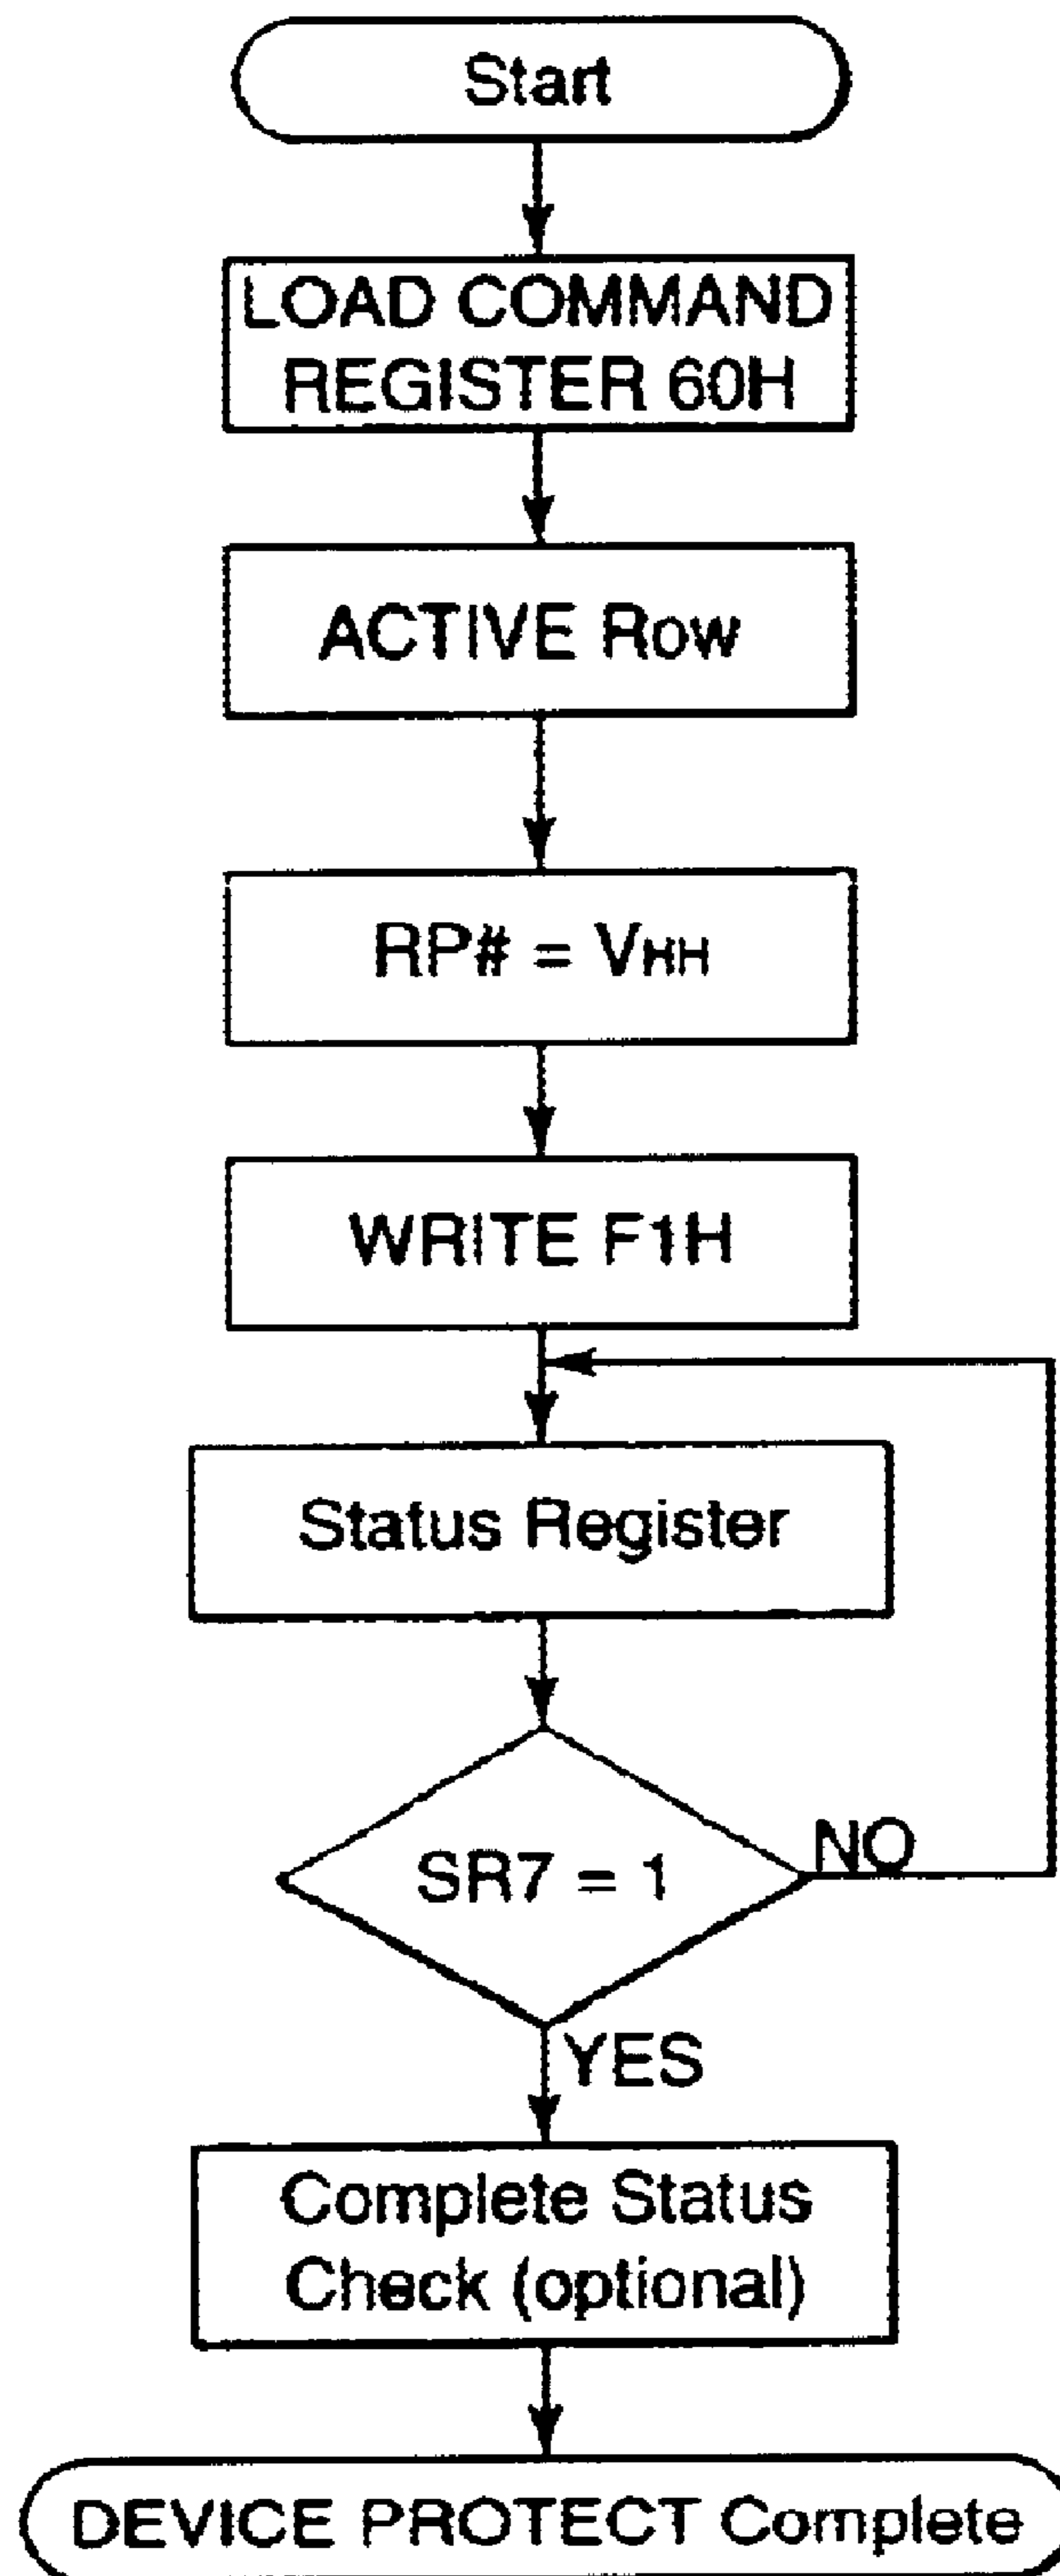 Start
LOAD COMMAND
REGISTER 60H
ACTIVE Row
RP# = VHH
WRITE F1H
Status Register
SR7 = 1
NO
YES
Complete Status
Check (optional)
DEVICE PROTECT Complete